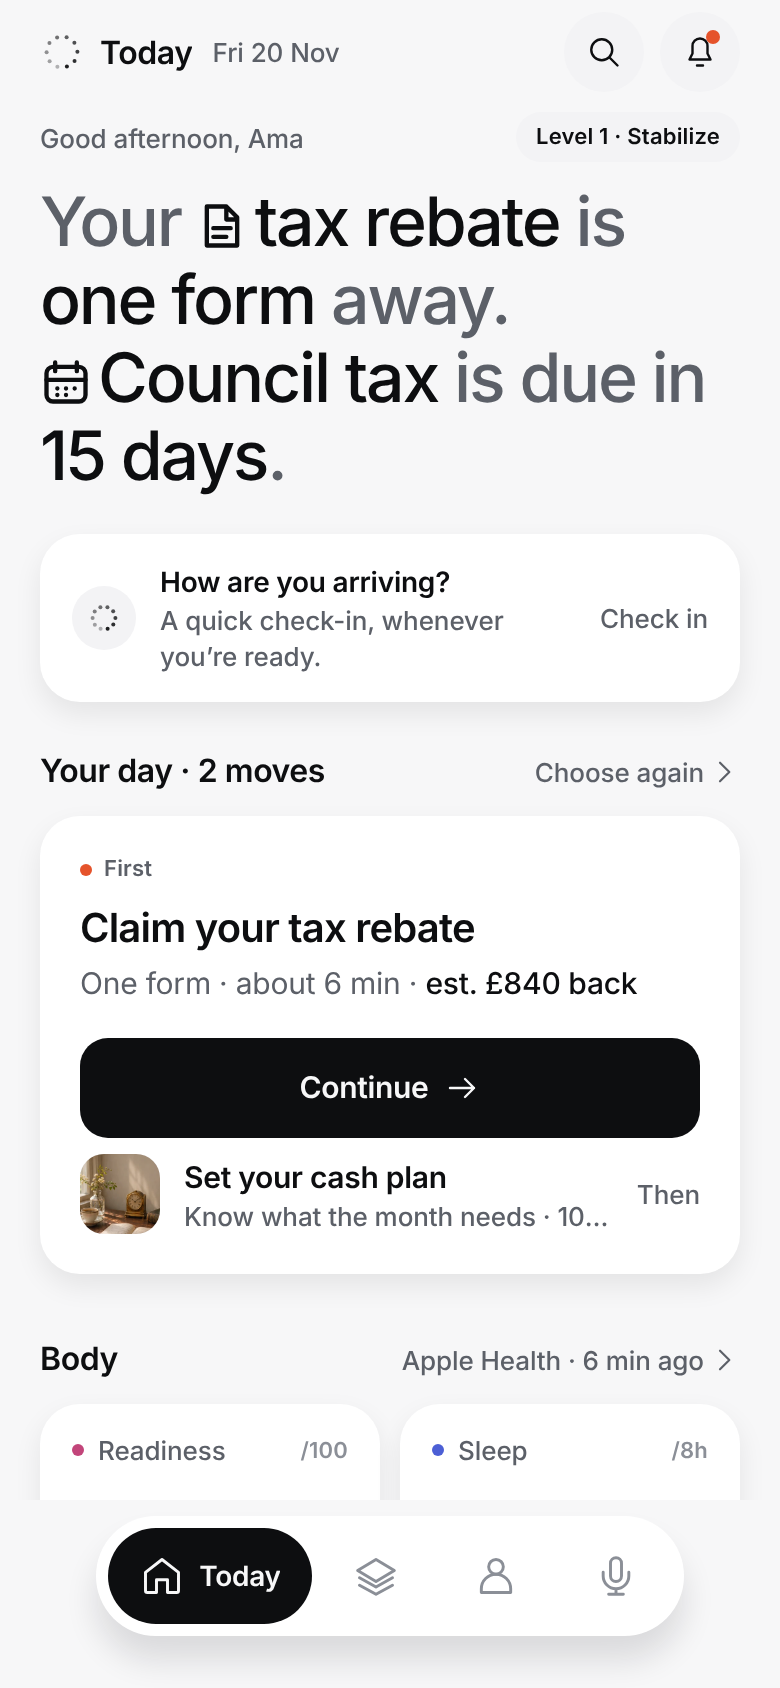 Today Fri 20 Nov
Good afternoon, Ama
Level 1 · Stabilize
Your tax rebate is
one form away.
Council tax is due in
15 days.
How are you arriving?
A quick check-in, whenever
you’re ready.
Check in
Your day · 2 moves
Choose again
First
Claim your tax rebate
One form · about 6 min · est. £840 back
Continue
Set your cash plan
Know what the month needs · 10...
Then
Body
Apple Health · 6 min ago
Readiness /100
Sleep /8h
Today